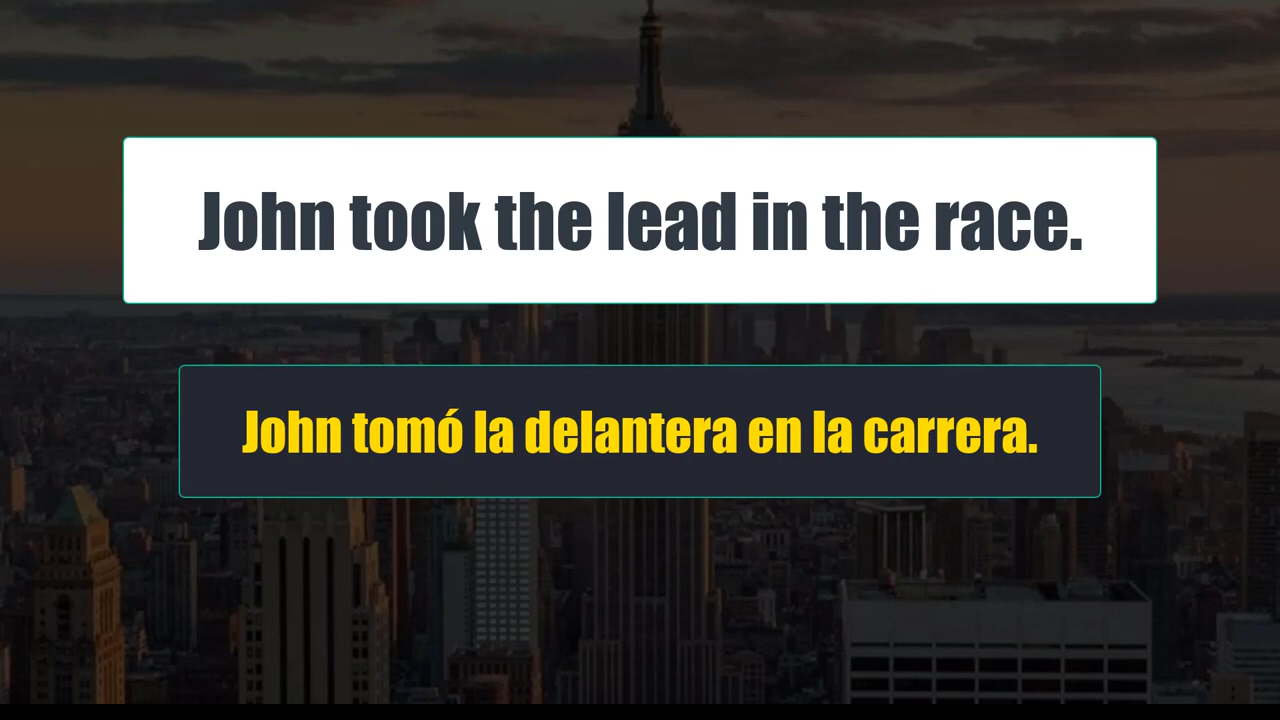 John took the lead in the race.
John tomó la delantera en la carrera.